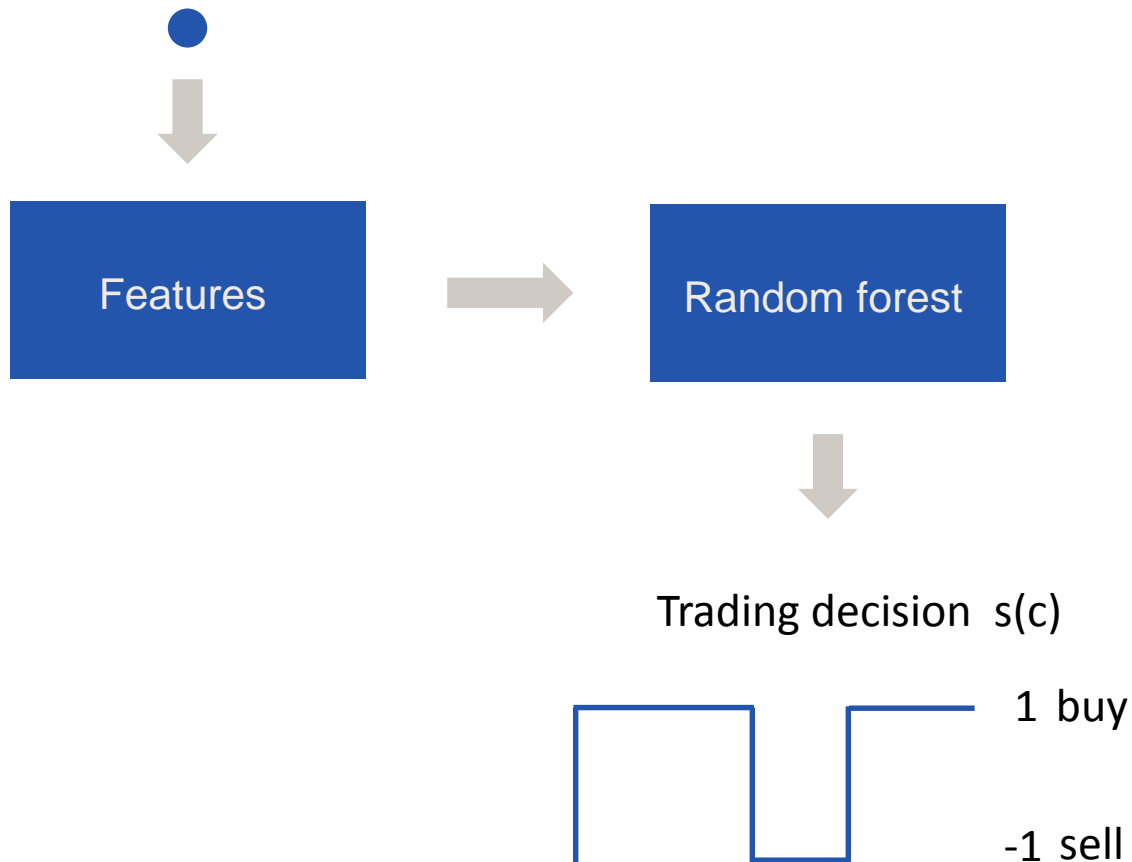 Features
Random forest
Trading decision s(c)
1 buy
-1 sell